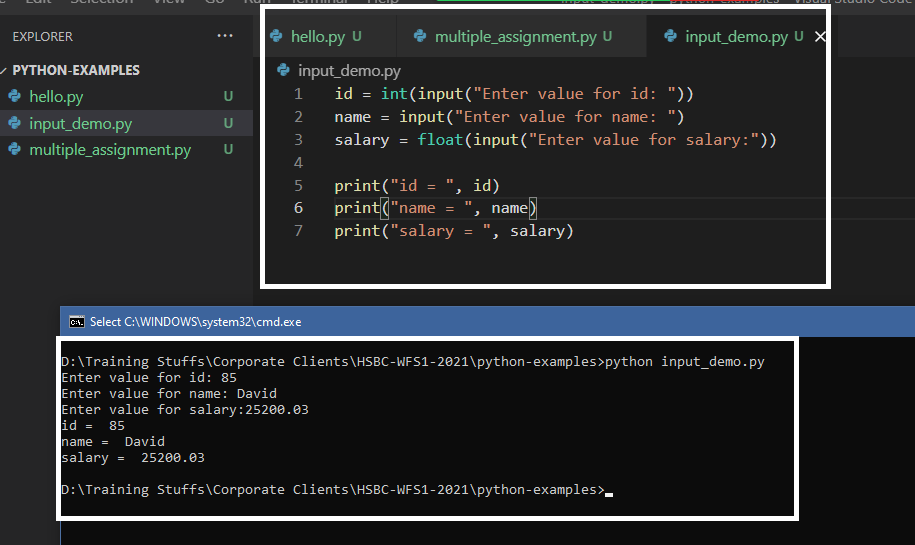 Edit Selection View Go Run Terminal Help input_demo.py - python-examples - Visual Studio Code
EXPLORER ···
PYTHON-EXAMPLES
hello.py U
input_demo.py U
multiple_assignment.py U
hello.py U multiple_assignment.py U input_demo.py U
input_demo.py
1 id = int(input("Enter value for id: "))
2 name = input("Enter value for name: ")
3 salary = float(input("Enter value for salary:"))
4
5 print("id = ", id)
6 print("name = ", name)
7 print("salary = ", salary)
Select C:\WINDOWS\system32\cmd.exe
D:\Training Stuffs\Corporate Clients\HSBC-WFS1-2021\python-examples>python input_demo.py
Enter value for id: 85
Enter value for name: David
Enter value for salary:25200.03
id =  85
name =  David
salary =  25200.03
D:\Training Stuffs\Corporate Clients\HSBC-WFS1-2021\python-examples>